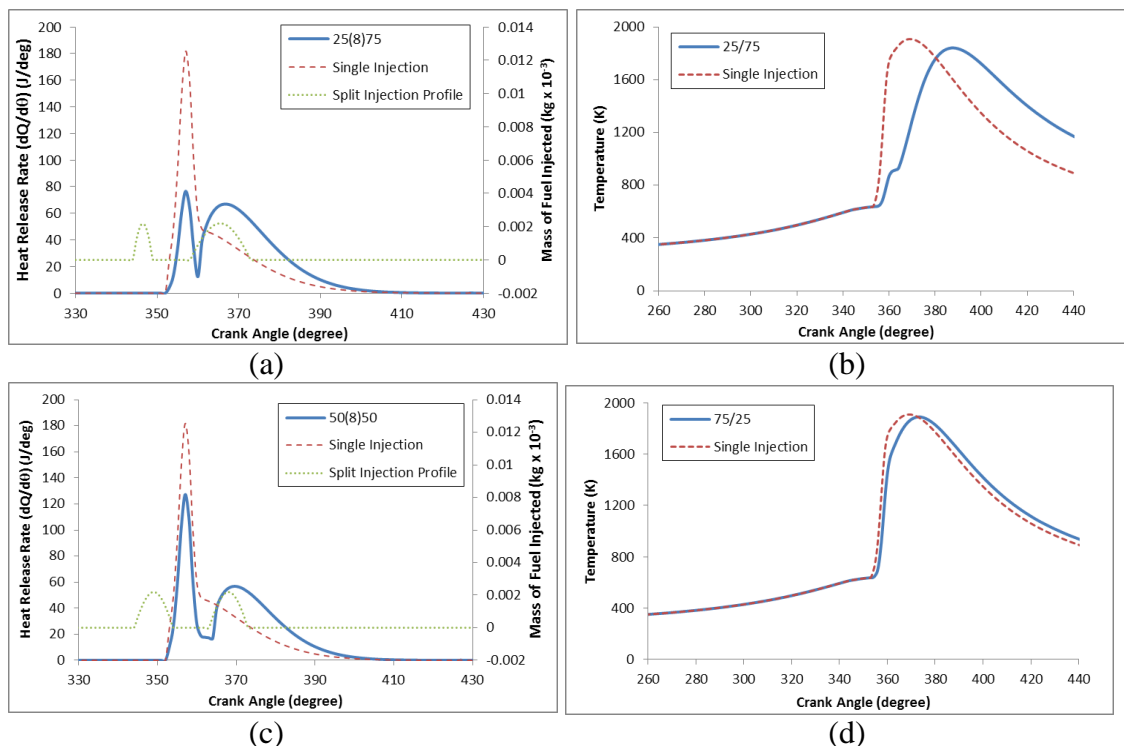 200
180
160
140
120
100
80
60
40
20
0
Heat Release Rate (dQ/dθ) (J/deg)
25(8)75
Single Injection
Split Injection Profile
0.014
0.012
0.010
0.008
0.006
0.004
0.002
0
-0.002
Mass of Fuel Injected (kg x 10⁻³)
330 350 370 390 410 430
Crank Angle (degree)
(a)
2000
1600
1200
800
400
0
Temperature (K)
25/75
Single Injection
260 280 300 320 340 360 380 400 420 440
Crank Angle (degree)
(b)
200
180
160
140
120
100
80
60
40
20
0
Heat Release Rate (dQ/dθ) (J/deg)
50(8)50
Single Injection
Split Injection Profile
0.014
0.012
0.010
0.008
0.006
0.004
0.002
0
-0.002
Mass of Fuel Injected (kg x 10⁻³)
330 350 370 390 410 430
Crank Angle (degree)
(c)
2000
1600
1200
800
400
0
Temperature (K)
75/25
Single Injection
260 280 300 320 340 360 380 400 420 440
Crank Angle (degree)
(d)